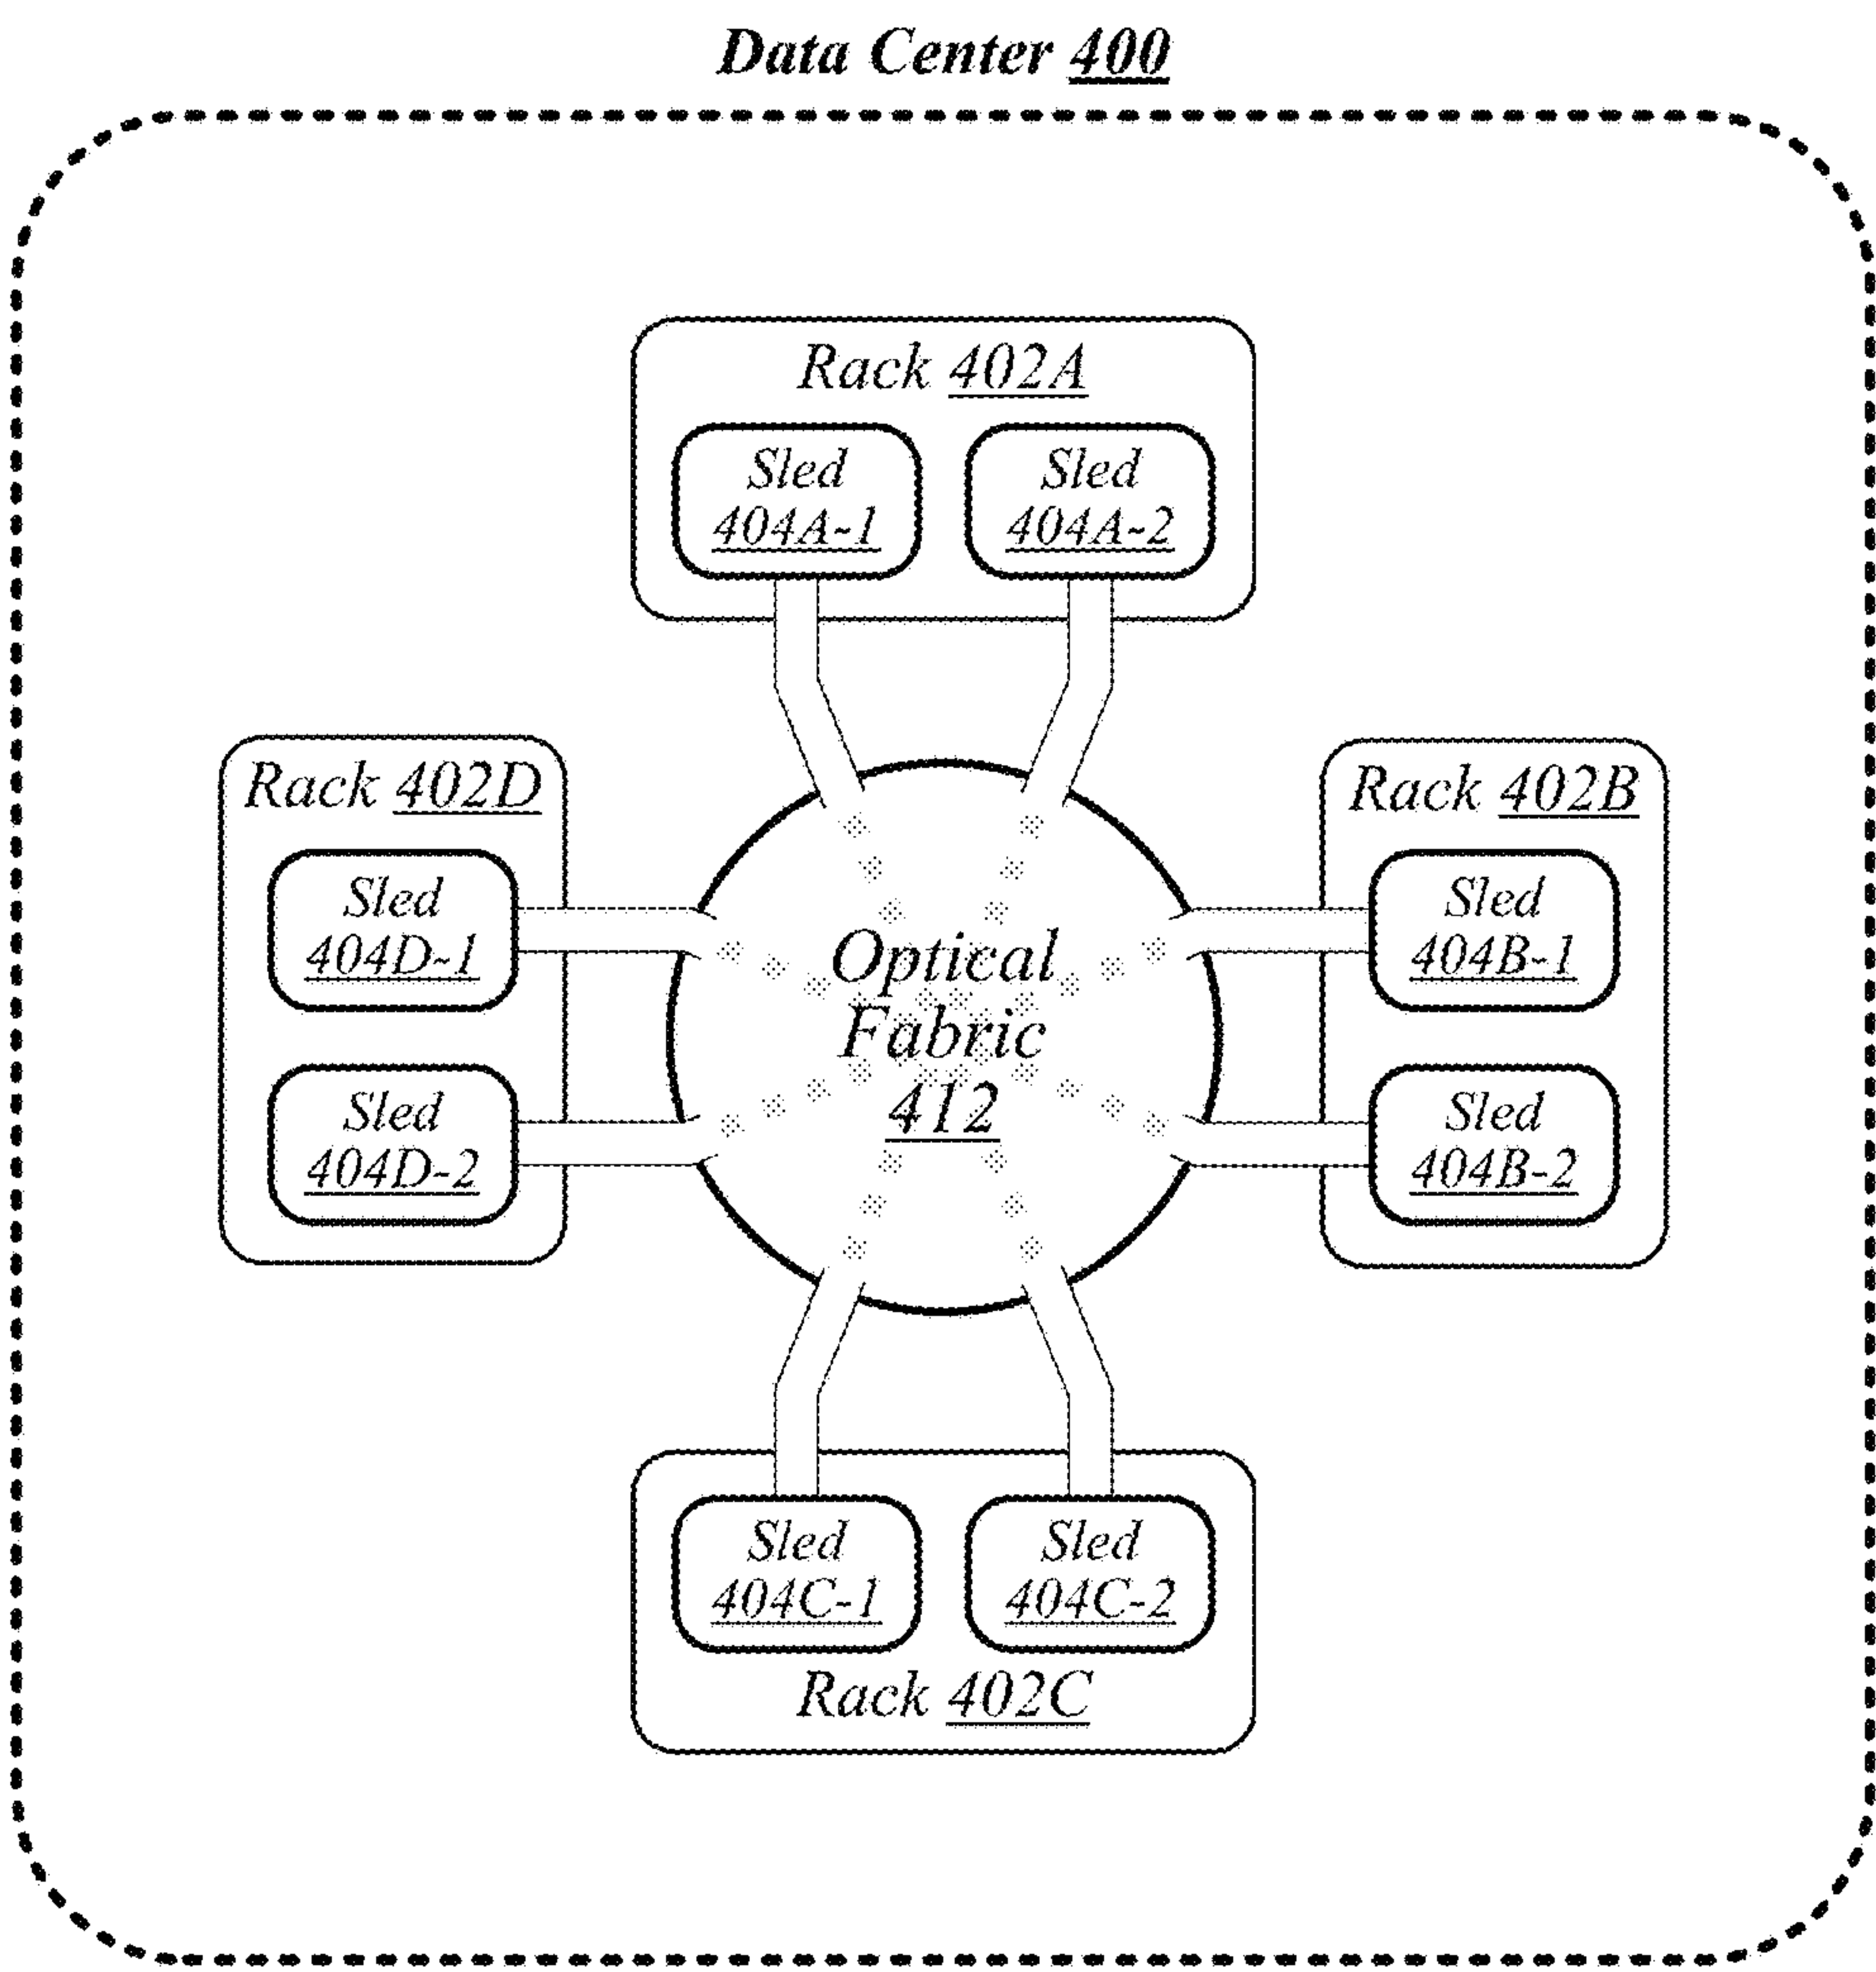 Data Center 400
Rack 402A
Sled
404A-1
Sled
404A-2
Rack 402D
Sled
404D-1
Sled
404D-2
Optical
Fabric
412
Rack 402B
Sled
404B-1
Sled
404B-2
Sled
404C-1
Sled
404C-2
Rack 402C